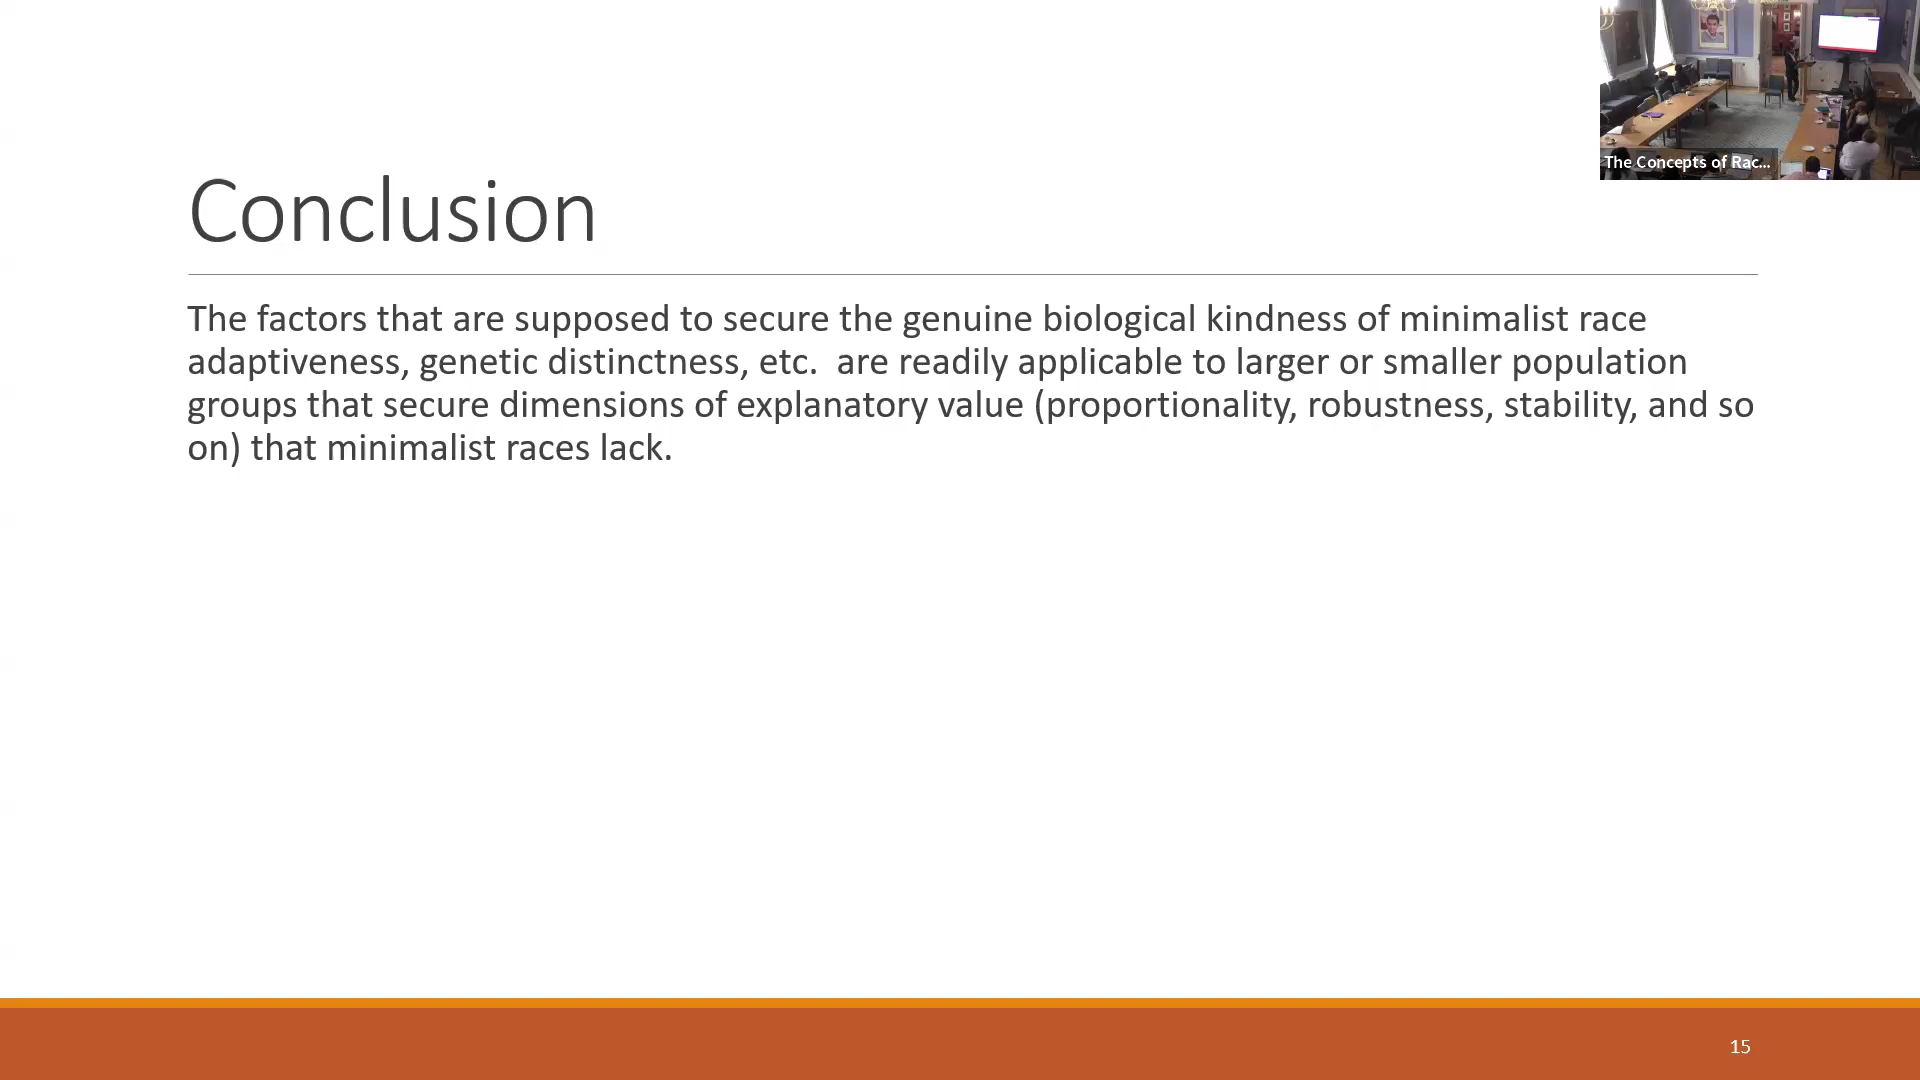 The Concepts of Rac...
Conclusion
The factors that are supposed to secure the genuine biological kindness of minimalist race
adaptiveness, genetic distinctness, etc.  are readily applicable to larger or smaller population
groups that secure dimensions of explanatory value (proportionality, robustness, stability, and so
on) that minimalist races lack.
15